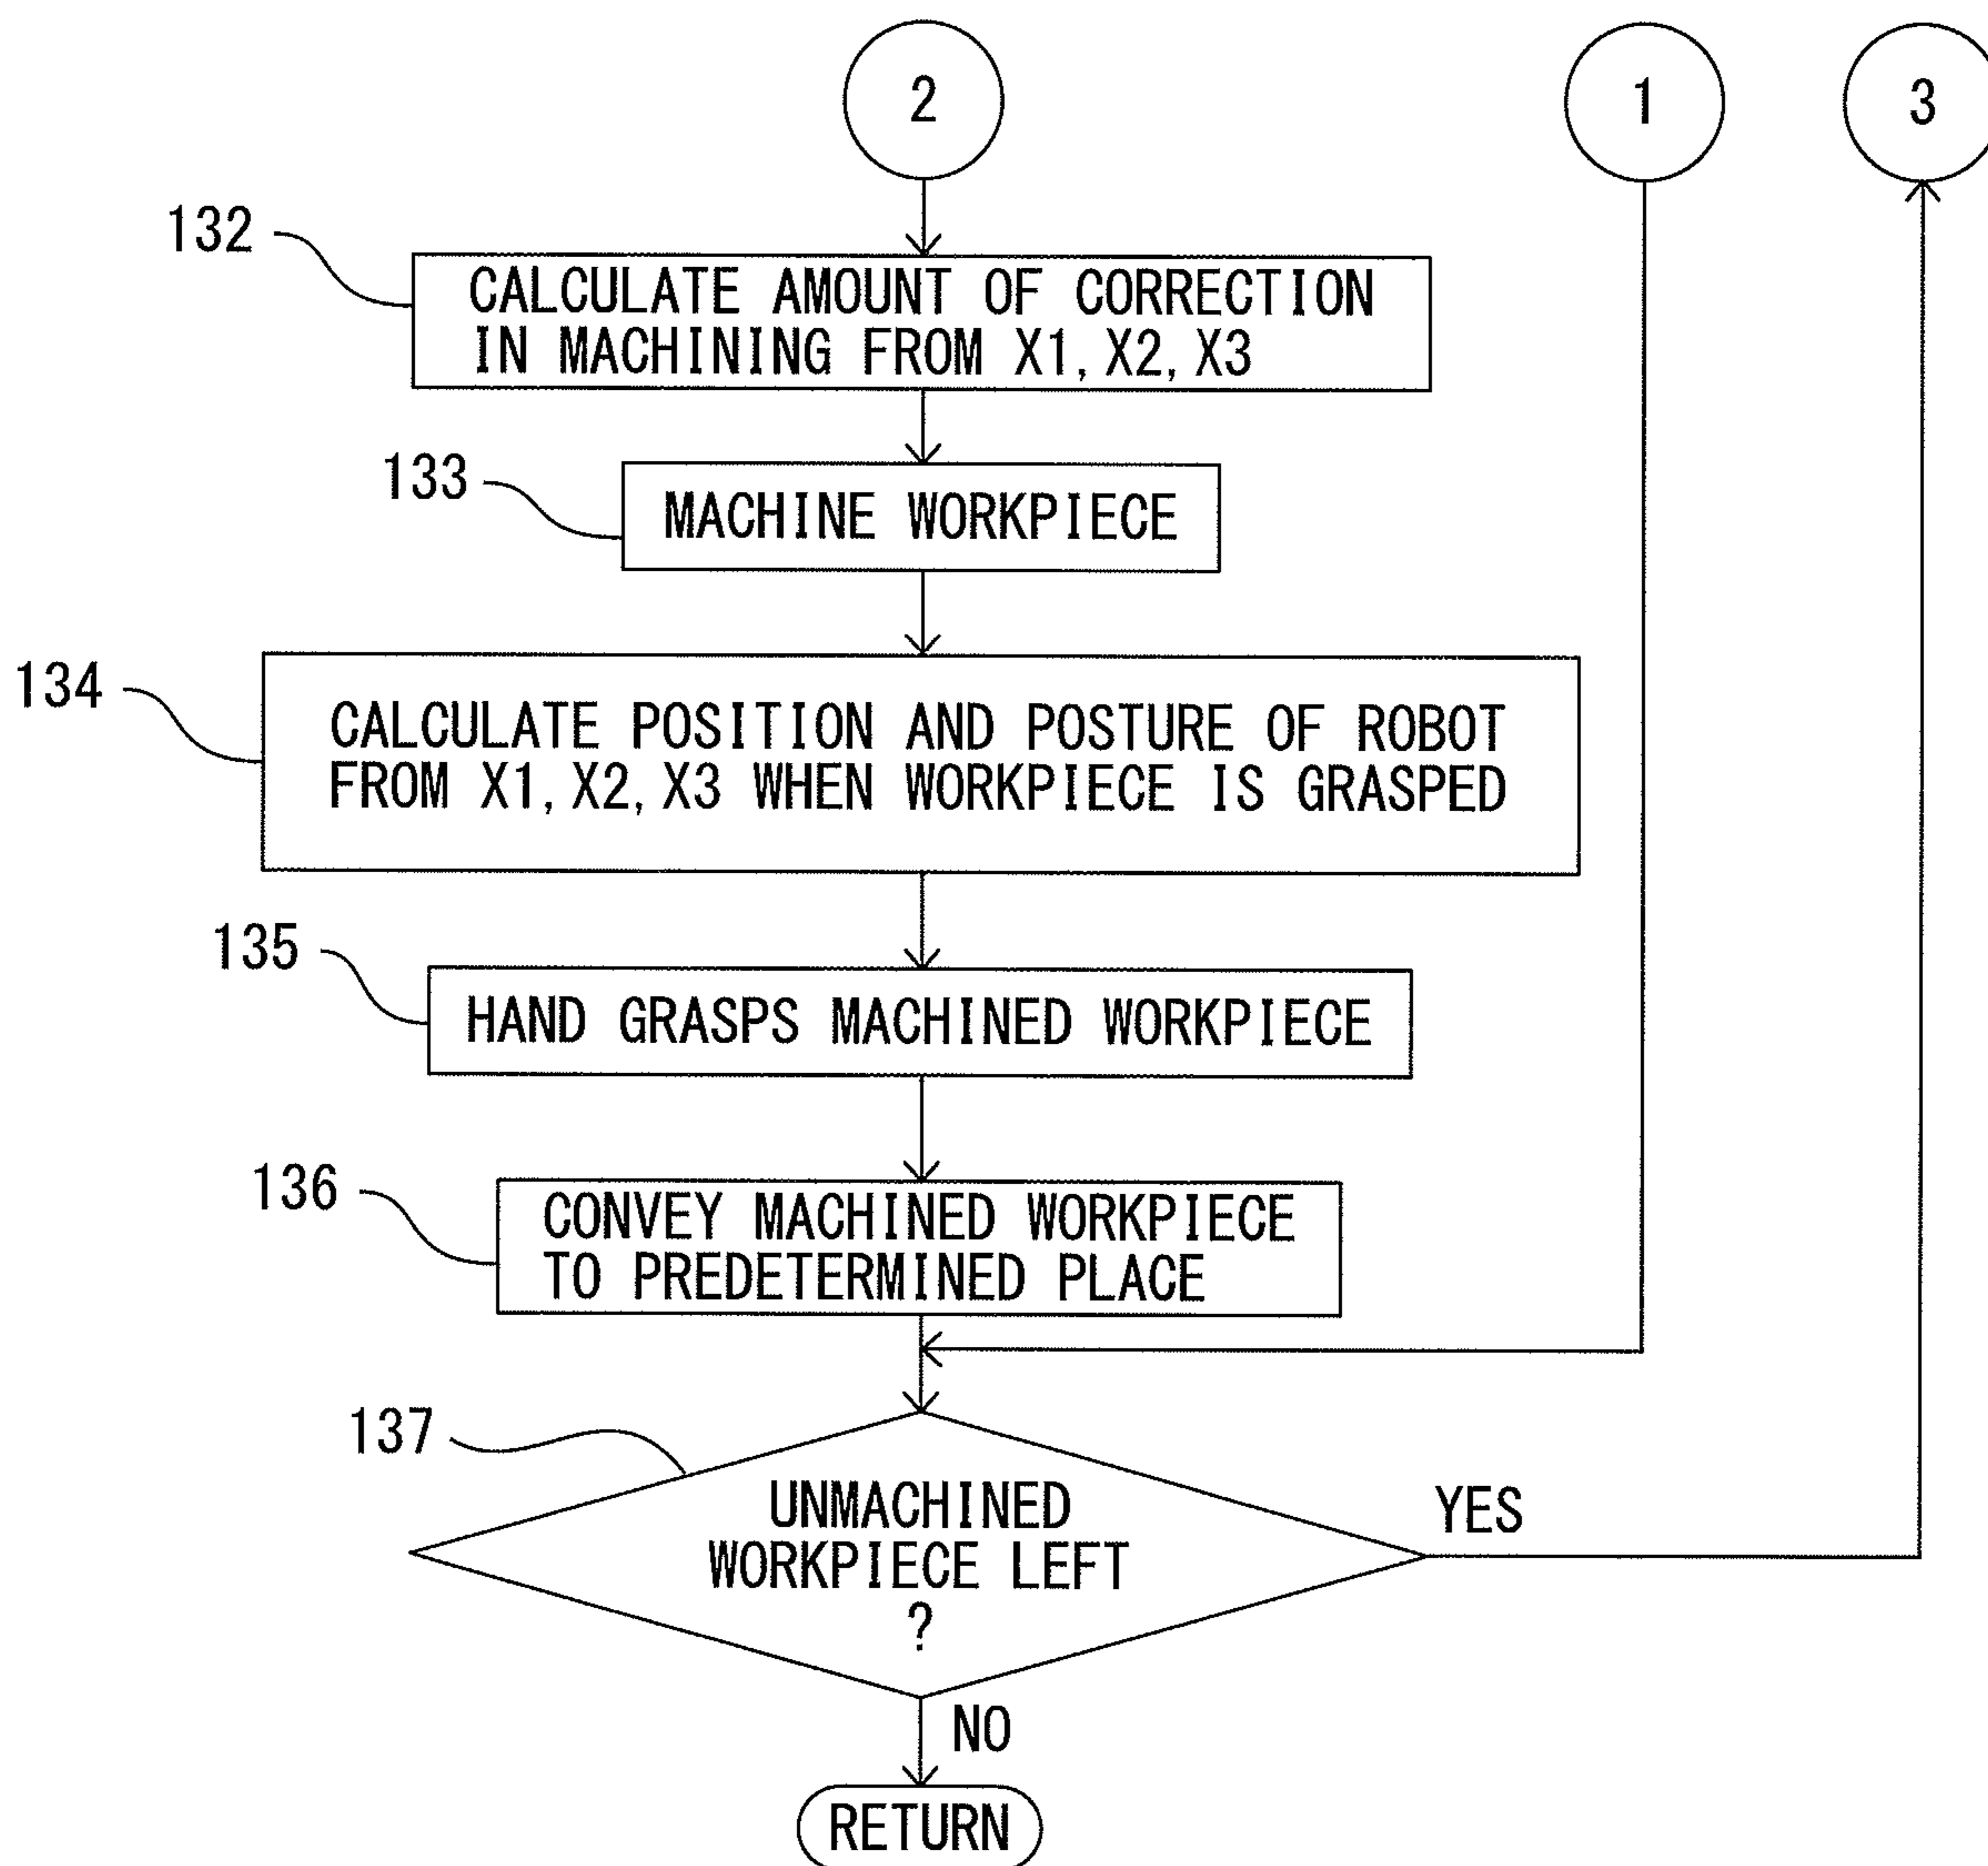 2
1
3
132
CALCULATE AMOUNT OF CORRECTION
IN MACHINING FROM X1, X2, X3
133
MACHINE WORKPIECE
134
CALCULATE POSITION AND POSTURE OF ROBOT
FROM X1, X2, X3 WHEN WORKPIECE IS GRASPED
135
HAND GRASPS MACHINED WORKPIECE
136
CONVEY MACHINED WORKPIECE
TO PREDETERMINED PLACE
137
UNMACHINED
WORKPIECE LEFT
?
YES
NO
RETURN